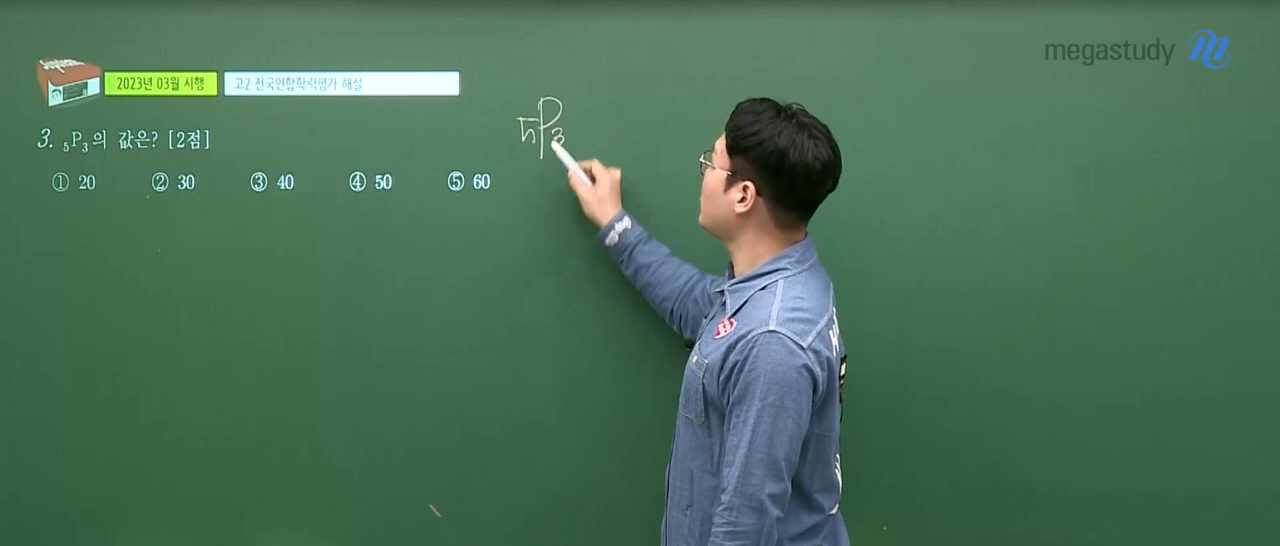 megastudy
2023년 03월 시행
고2 전국연합학력평가 해설
3. ₅P₃의 값은? [2점]
① 20 ② 30 ③ 40 ④ 50 ⑤ 60
₅P₃